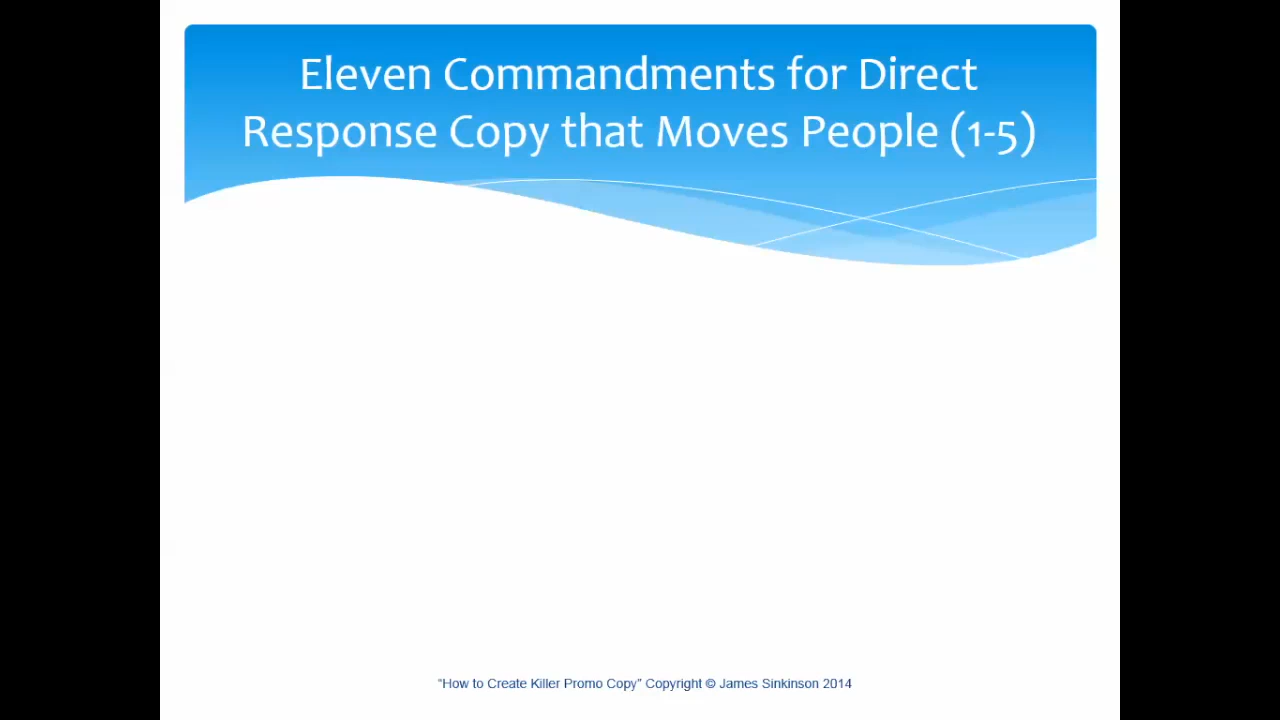 Eleven Commandments for Direct
Response Copy that Moves People (1-5)
“How to Create Killer Promo Copy” Copyright © James Sinkinson 2014